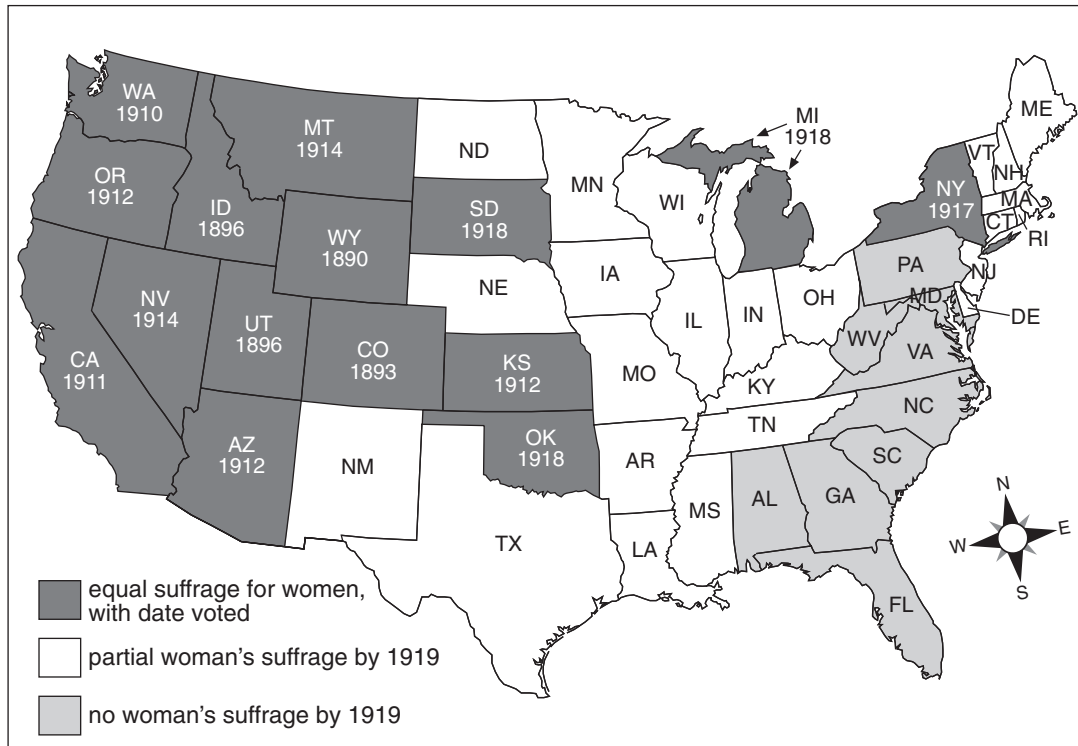 WA
1910
MT
1914
ND
MI
1918
ME
VT
NH
OR
1912
ID
1896
MN
SD
1918
WI
NY
1917
MA
CT
RI
WY
1890
IA
PA
NJ
NE
NV
1914
UT
1896
IL
IN
OH
MD
DE
CA
1911
CO
1893
KS
1912
MO
WV
VA
KY
NC
TN
AZ
1912
NM
OK
1918
AR
SC
MS
AL
GA
TX
LA
FL
N
W
E
S
equal suffrage for women,
with date voted
partial woman's suffrage by 1919
no woman's suffrage by 1919